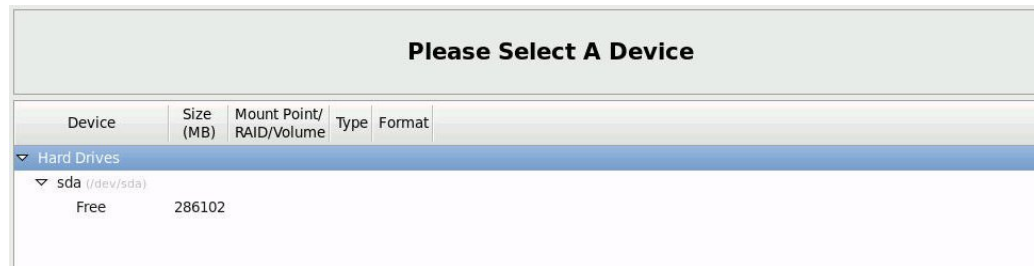 Please Select A Device
Device Size (MB) Mount Point/ RAID/Volume Type Format
Hard Drives
sda (/dev/sda)
Free 286102